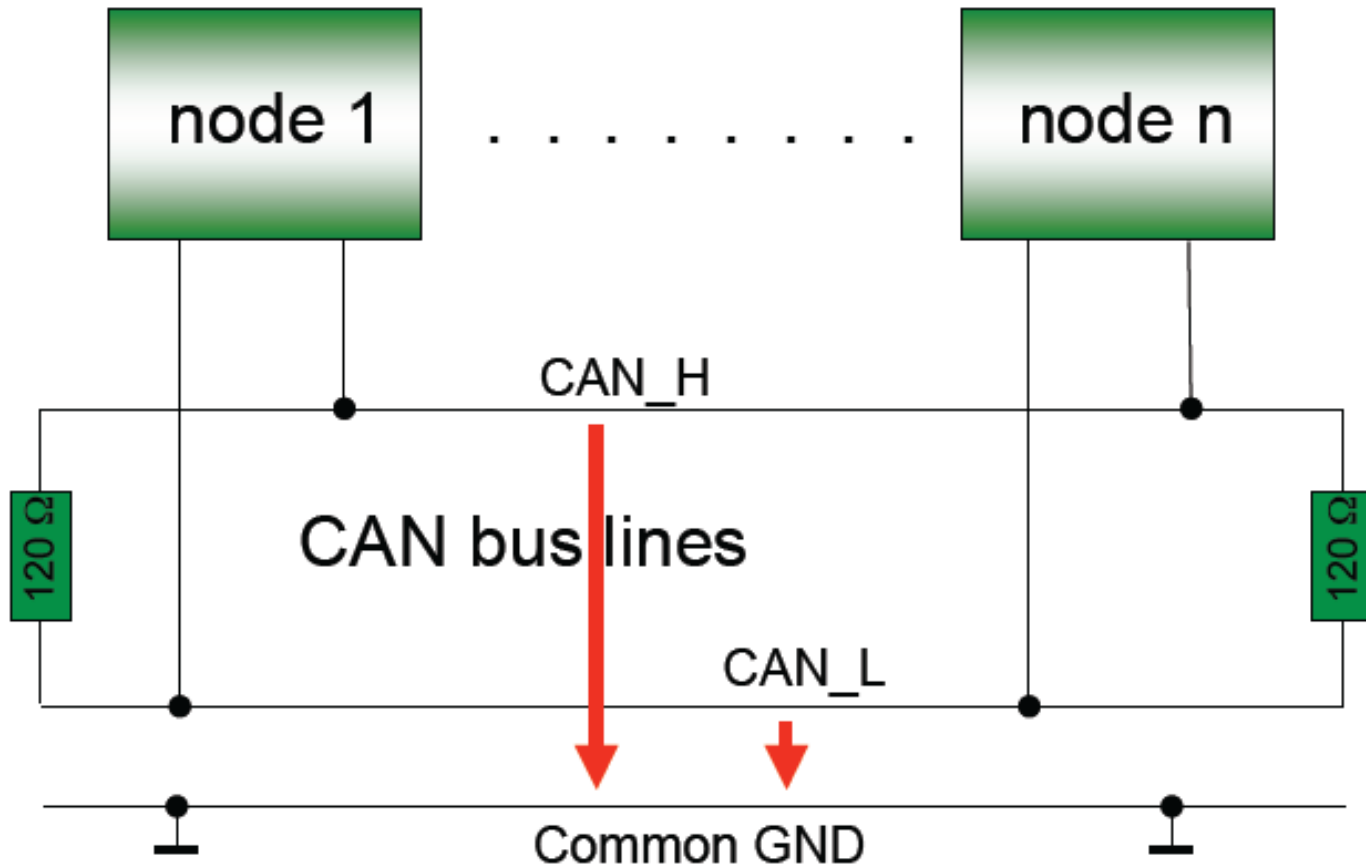 node 1
. . . . . . . . .
node n
CAN_H
120 Ω
CAN bus lines
120 Ω
CAN_L
Common GND